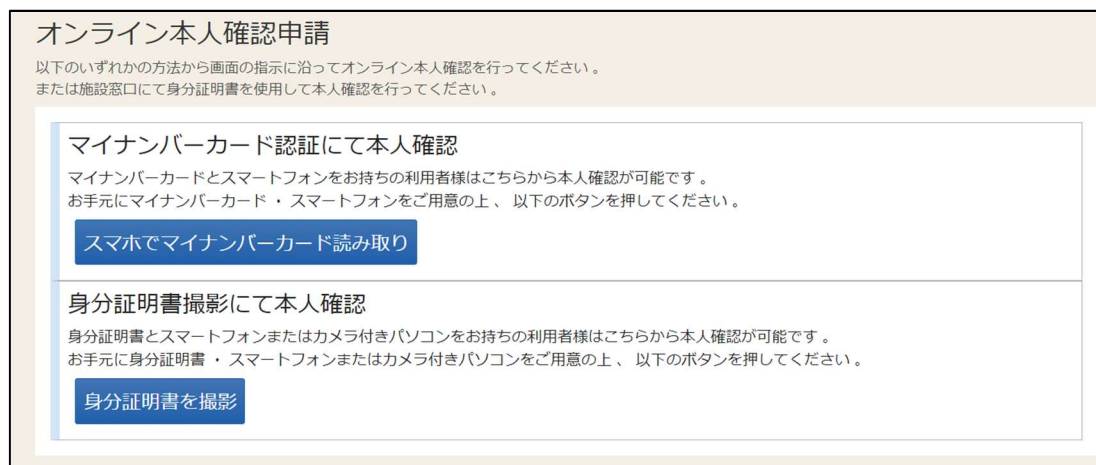 オンライン本人確認申請
以下のいずれかの方法から画面の指示に沿ってオンライン本人確認を行ってください。
または施設窓口にて身分証明書を使用して本人確認を行ってください。
マイナンバーカード認証にて本人確認
マイナンバーカードとスマートフォンをお持ちの利用者様はこちらから本人確認が可能です。
お手元にマイナンバーカード・スマートフォンをご用意の上、以下のボタンを押してください。
スマホでマイナンバーカード読み取り
身分証明書撮影にて本人確認
身分証明書とスマートフォンまたはカメラ付きパソコンをお持ちの利用者様はこちらから本人確認が可能です。
お手元に身分証明書・スマートフォンまたはカメラ付きパソコンをご用意の上、以下のボタンを押してください。
身分証明書を撮影